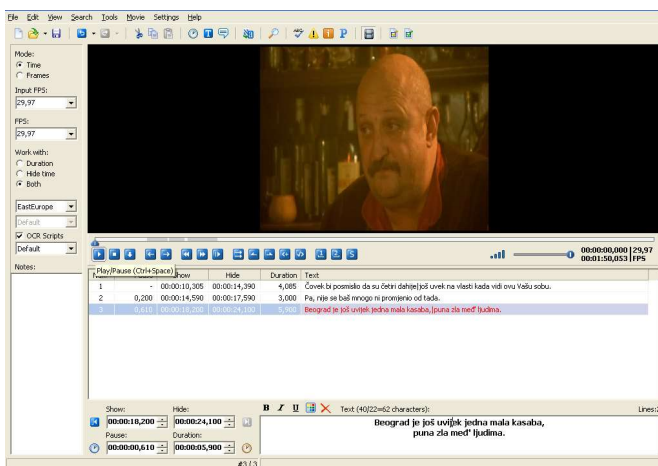 File Edit View Search Tools Movie Settings Help
Mode:
Time
Frames
Input FPS:
29,97
FPS:
29,97
Work with:
Duration
Hide time
Both
EastEurope
Default
OCR Scripts
Default
Notes:
00:00:00,000 29,97
00:01:50,053 FPS
Play/Pause (Ctrl+Space)
Show Hide Duration Text
1 - 00:00:10,305 00:00:14,390 4,085 Čovek bi posmislio da su četiri dahije|još uvek na vlasti kada vidi ovu Vašu sobu.
2 0,200 00:00:14,590 00:00:17,590 3,000 Pa, nije se baš mnogo ni promjenio od tada.
3 0,610 00:00:18,200 00:00:24,100 5,900 Beograd je još uvijek jedna mala kasaba,|puna zla međ' ljudima.
Show: Hide:
00:00:18,200 00:00:24,100
Pause: Duration:
00:00:00,610 00:00:05,900
B I U Text (40/22=62 characters): Lines:
Beograd je još uvijek jedna mala kasaba,
puna zla međ' ljudima.
#3 / 3